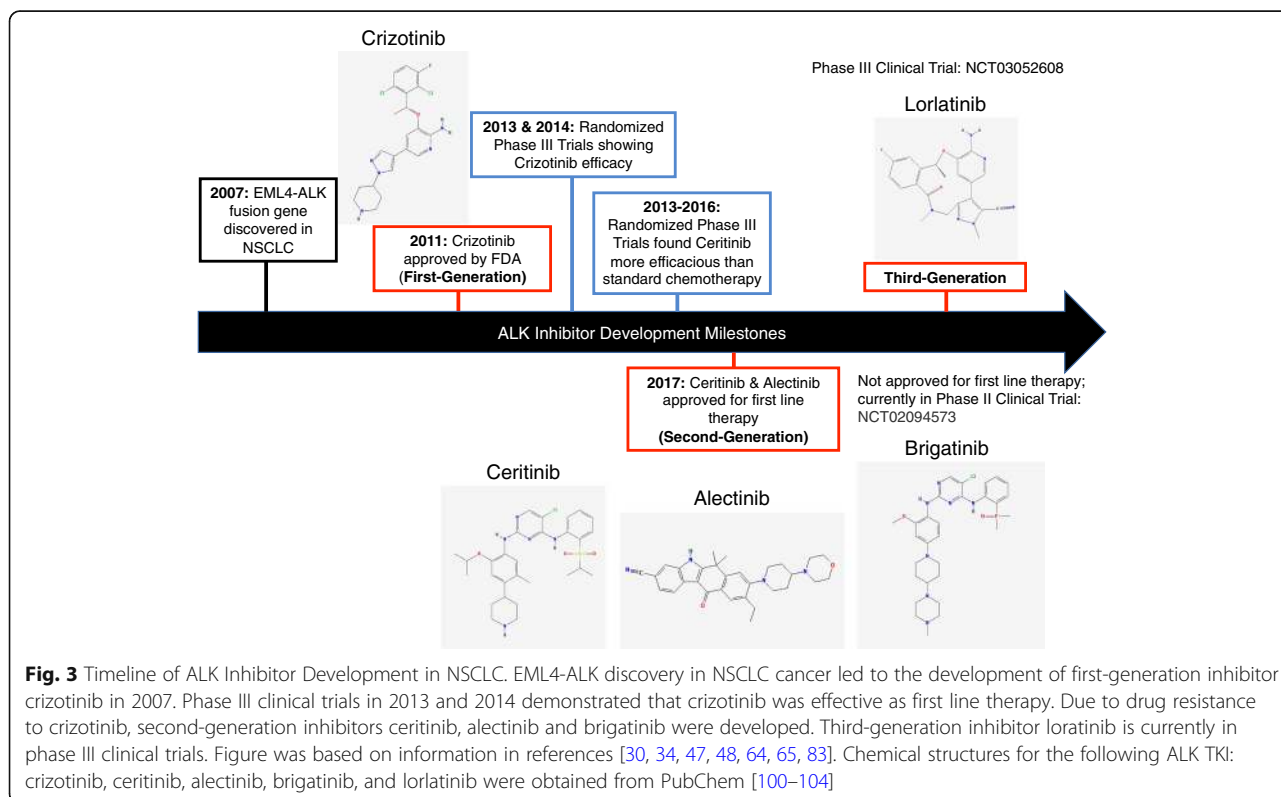 Crizotinib
Phase III Clinical Trial: NCT03052608
Lorlatinib
2013 & 2014: Randomized
Phase III Trials showing
Crizotinib efficacy
2007: EML4-ALK
fusion gene
discovered in
NSCLC
2011: Crizotinib
approved by FDA
(First-Generation)
2013-2016:
Randomized Phase III
Trials found Ceritinib
more efficacious than
standard chemotherapy
Third-Generation
ALK Inhibitor Development Milestones
2017: Ceritinib & Alectinib
approved for first line
therapy
(Second-Generation)
Not approved for first line therapy;
currently in Phase II Clinical Trial:
NCT02094573
Ceritinib
Alectinib
Brigatinib
Fig. 3 Timeline of ALK Inhibitor Development in NSCLC. EML4-ALK discovery in NSCLC cancer led to the development of first-generation inhibitor
crizotinib in 2007. Phase III clinical trials in 2013 and 2014 demonstrated that crizotinib was effective as first line therapy. Due to drug resistance
to crizotinib, second-generation inhibitors ceritinib, alectinib and brigatinib were developed. Third-generation inhibitor loratinib is currently in
phase III clinical trials. Figure was based on information in references [30, 34, 47, 48, 64, 65, 83]. Chemical structures for the following ALK TKI:
crizotinib, ceritinib, alectinib, brigatinib, and lorlatinib were obtained from PubChem [100–104]